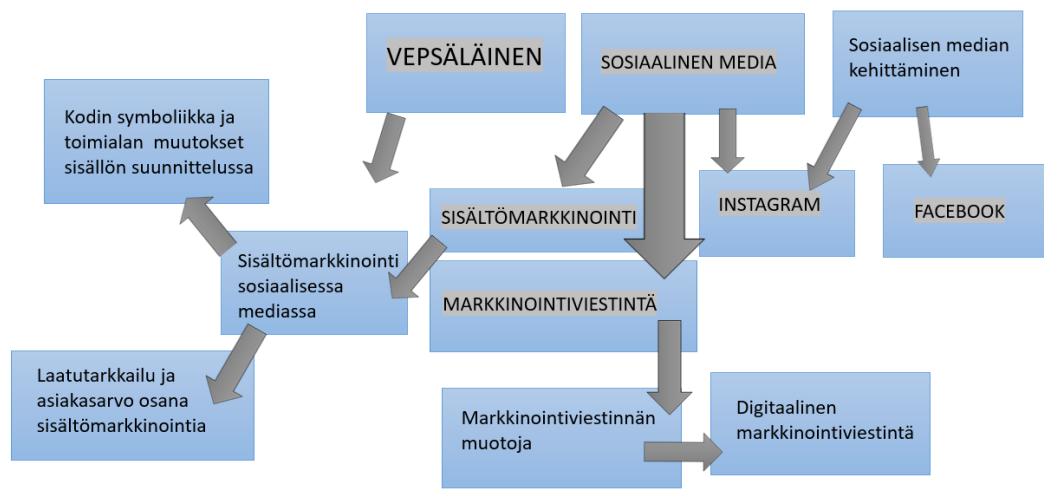 VEPSÄLÄINEN
SOSIAALINEN MEDIA
Sosiaalisen median
kehittäminen
Kodin symboliikka ja
toimialan muutokset
sisällön suunnittelussa
SISÄLTÖMARKKINOINTI
INSTAGRAM
FACEBOOK
Sisältömarkkinointi
sosiaalisessa
mediassa
MARKKINOINTIVIESTINTÄ
Laatutarkkailu ja
asiakasarvo osana
sisältömarkkinointia
Markkinointiviestinnän
muotoja
Digitaalinen
markkinointiviestintä